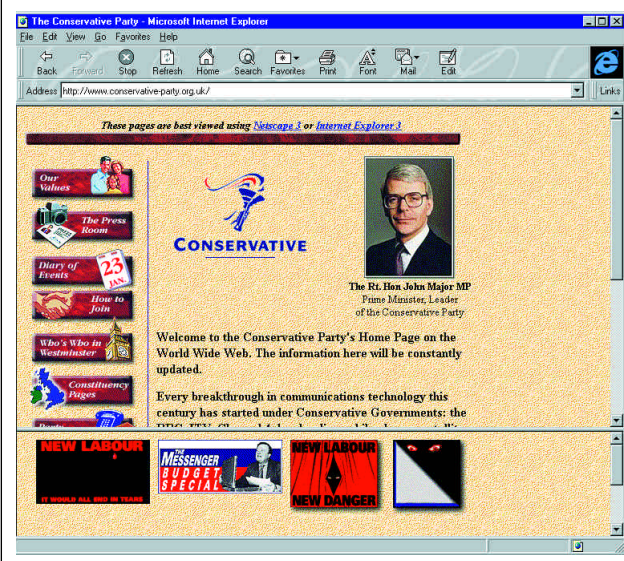 The Conservative Party - Microsoft Internet Explorer
File Edit View Go Favorites Help
Back Forward Stop Refresh Home Search Favorites Print Font Mail Edit
Address http://www.conservative-party.org.uk/ Links
These pages are best viewed using Netscape 3 or Internet Explorer 3
Our
Values
The Press
Room
Diary of
Events
23
JAN.
How to
Join
Who's Who in
Westminster
Constituency
Pages
CONSERVATIVE
The Rt. Hon John Major MP
Prime Minister, Leader
of the Conservative Party
Welcome to the Conservative Party's Home Page on the
World Wide Web. The information here will be constantly
updated.
Every breakthrough in communications technology this
century has started under Conservative Governments: the
NEW LABOUR
IT WOULD ALL END IN TEARS
THE
MESSENGER
BUDGET
SPECIAL
NEW LABOUR
NEW DANGER